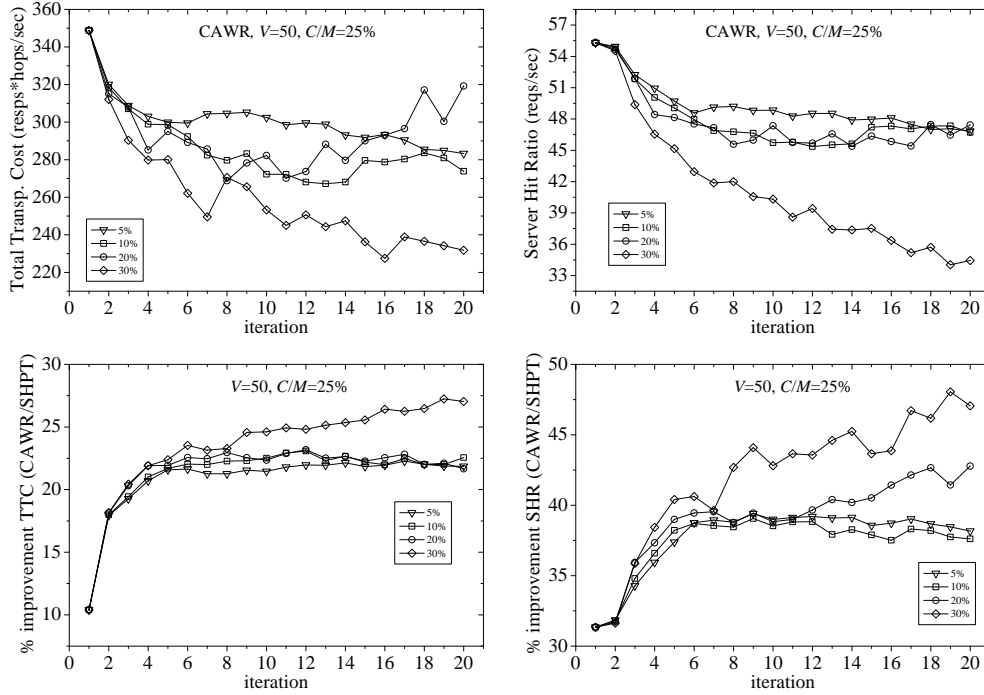 CAWR, V=50, C/M=25%
Total Transp. Cost (resps*hops/sec)
360
340
320
300
280
260
240
220
5%
10%
20%
30%
0 2 4 6 8 10 12 14 16 18 20
iteration
CAWR, V=50, C/M=25%
Server Hit Ratio (reqs/sec)
57
54
51
48
45
42
39
36
33
5%
10%
20%
30%
0 2 4 6 8 10 12 14 16 18 20
iteration
V=50, C/M=25%
% improvement TTC (CAWR/SHPT)
30
25
20
15
10
5%
10%
20%
30%
0 2 4 6 8 10 12 14 16 18 20
iteration
V=50, C/M=25%
% improvement SHR (CAWR/SHPT)
50
45
40
35
30
5%
10%
20%
30%
0 2 4 6 8 10 12 14 16 18 20
iteration